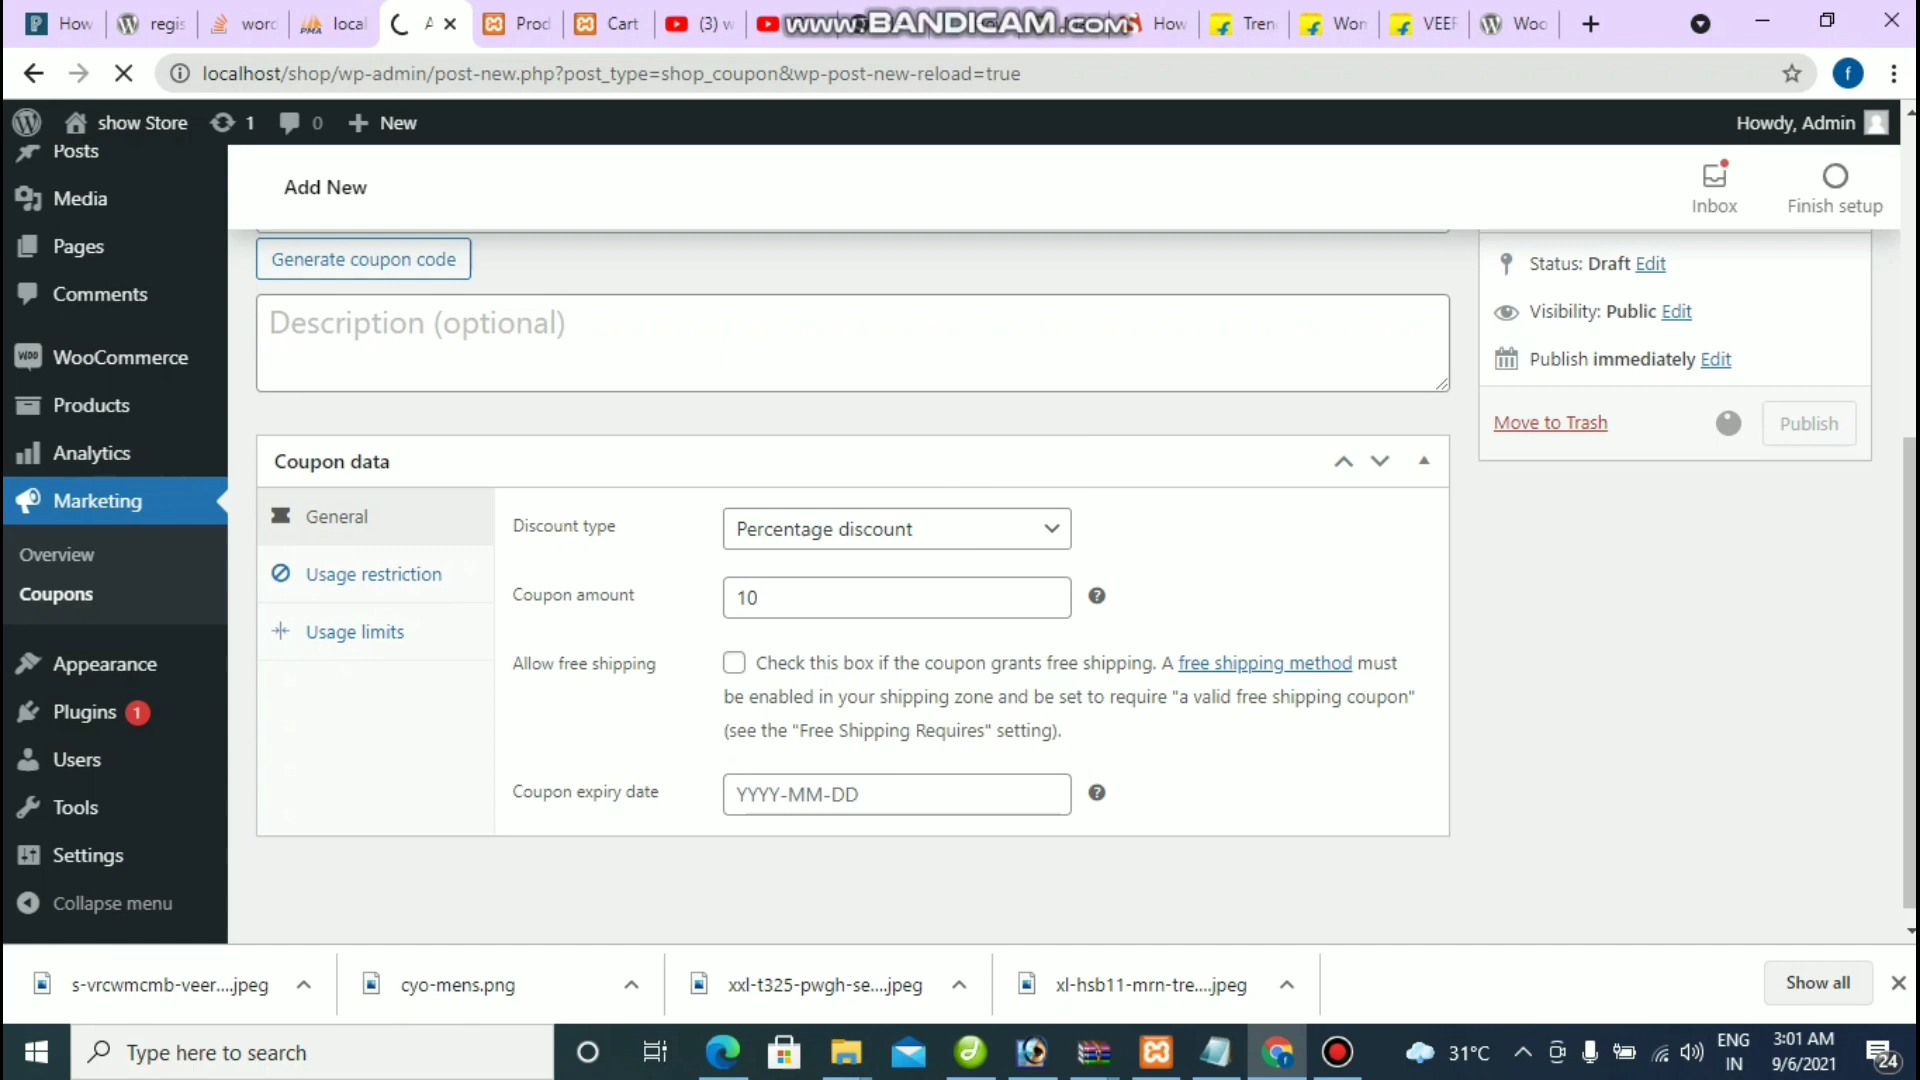 How
regis
word
local
A
Prod
Cart
(3) w
www.BANDICAM.com
How
Tren
Wom
VEER
Woo
localhost/shop/wp-admin/post-new.php?post_type=shop_coupon&wp-post-new-reload=true
f
show Store
1
0
New
Howdy, Admin
Posts
Media
Pages
Comments
WooCommerce
Products
Analytics
Marketing
Overview
Coupons
Appearance
Plugins 1
Users
Tools
Settings
Collapse menu
Add New
Inbox
Finish setup
Generate coupon code
Description (optional)
Status: Draft Edit
Visibility: Public Edit
Publish immediately Edit
Move to Trash
Publish
Coupon data
General
Usage restriction
Usage limits
Discount type
Percentage discount
Coupon amount
10
Allow free shipping
Check this box if the coupon grants free shipping. A free shipping method must
be enabled in your shipping zone and be set to require "a valid free shipping coupon"
(see the "Free Shipping Requires" setting).
Coupon expiry date
YYYY-MM-DD
s-vrcwmcmb-veer....jpeg
cyo-mens.png
xxl-t325-pwgh-se....jpeg
xl-hsb11-mrn-tre....jpeg
Show all
Type here to search
31°C
ENG
IN
3:01 AM
9/6/2021
24